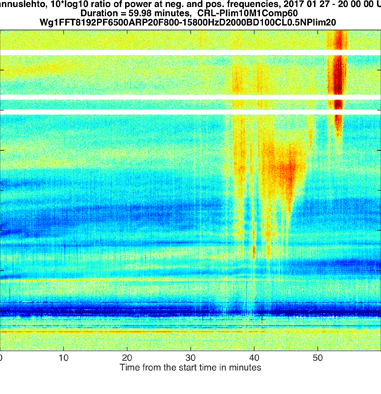 annuslehto, 10*log10 ratio of power at neg. and pos. frequencies, 2017 01 27 - 20 00 00 U
Duration = 59.98 minutes, CRL-Plim10M1Comp60
Wg1FFT8192PF6500ARP20F800-15800HzD2000BD100CL0.5NPlim20
0 10 20 30 40 50
Time from the start time in minutes